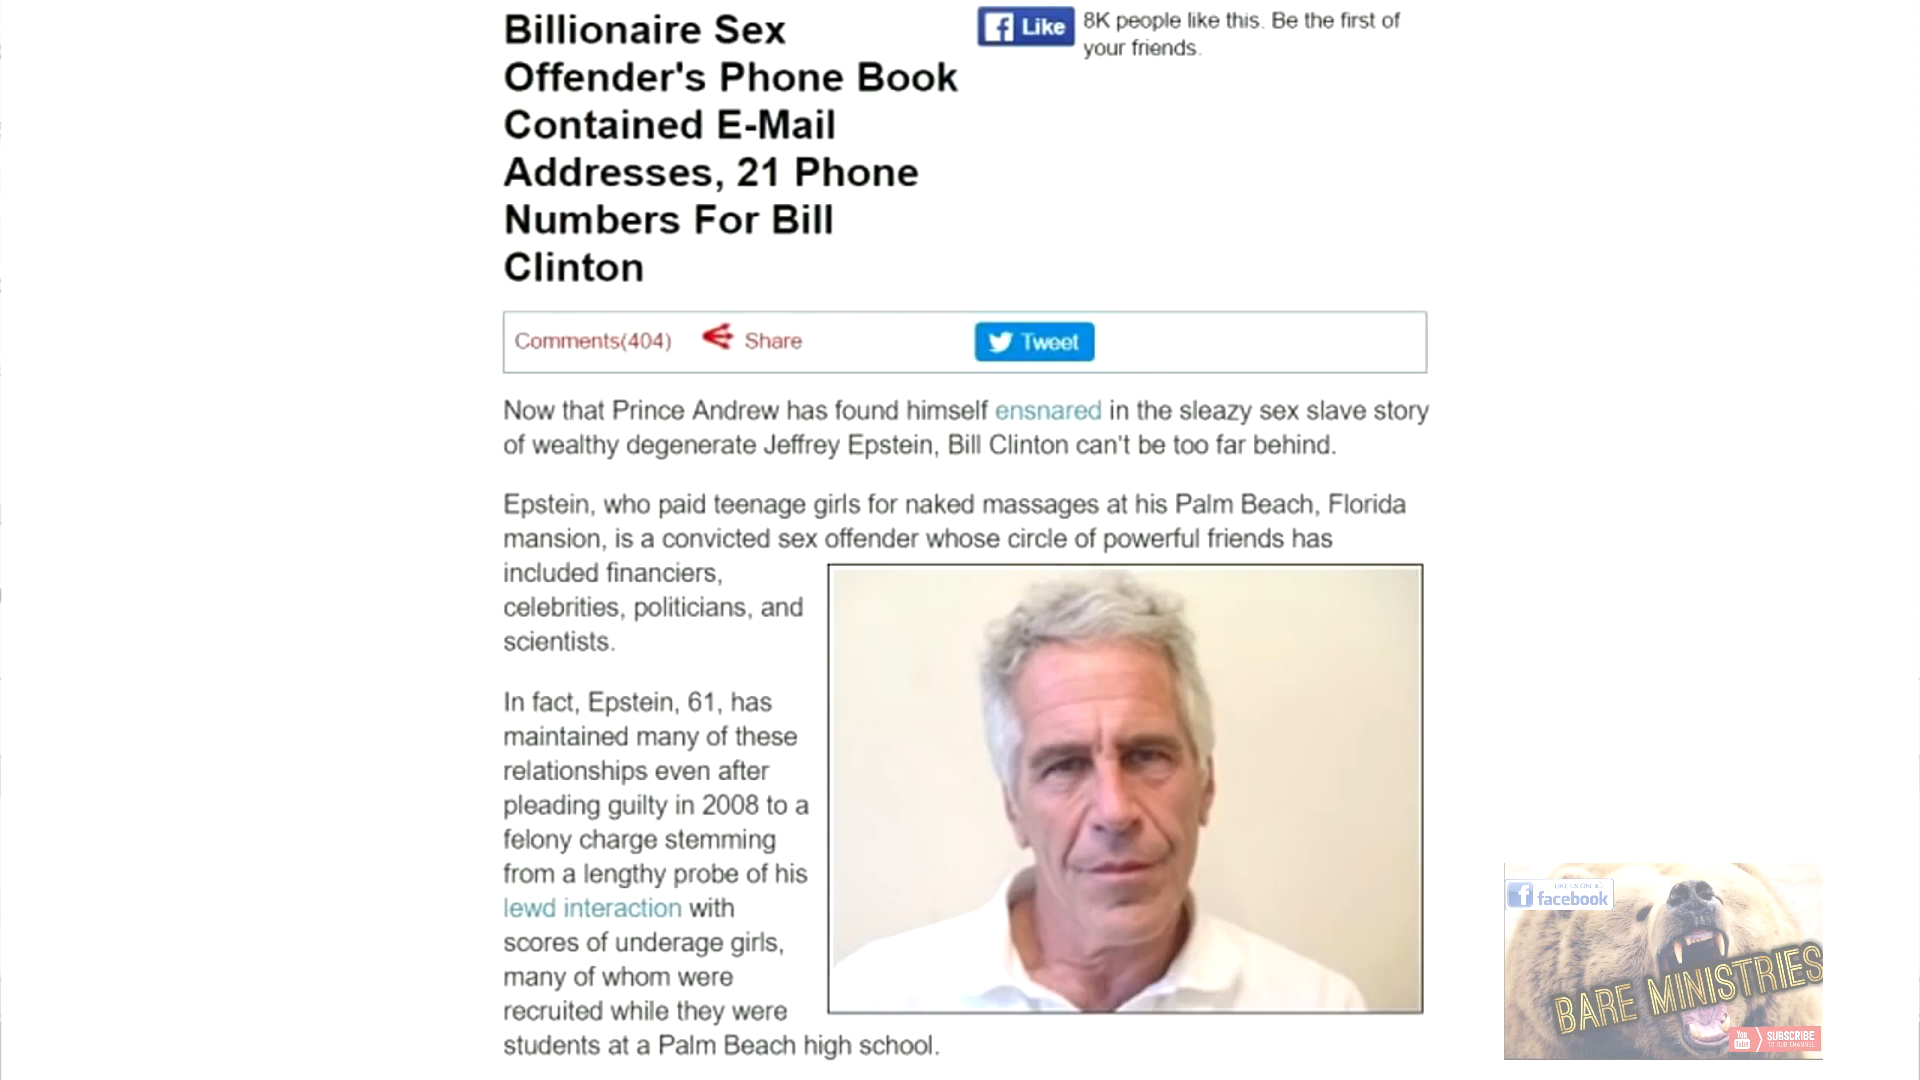 Billionaire Sex
Offender's Phone Book
Contained E-Mail
Addresses, 21 Phone
Numbers For Bill
Clinton
Like
8K people like this. Be the first of
your friends.
Comments(404)
Share
Tweet
Now that Prince Andrew has found himself ensnared in the sleazy sex slave story
of wealthy degenerate Jeffrey Epstein, Bill Clinton can't be too far behind.
Epstein, who paid teenage girls for naked massages at his Palm Beach, Florida
mansion, is a convicted sex offender whose circle of powerful friends has
included financiers,
celebrities, politicians, and
scientists.
In fact, Epstein, 61, has
maintained many of these
relationships even after
pleading guilty in 2008 to a
felony charge stemming
from a lengthy probe of his
lewd interaction with
scores of underage girls,
many of whom were
recruited while they were
students at a Palm Beach high school.
LIKE US ON
facebook
BARE MINISTRIES
You
Tube
SUBSCRIBE
TO OUR CHANNEL